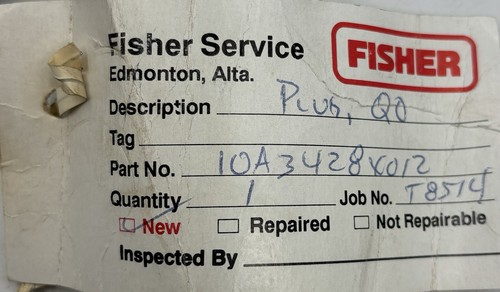 Fisher Service
FISHER
Edmonton, Alta.
Description Plug, QO
Tag
Part No. 10A3428X012
Quantity 1 Job No. T8514
New Repaired Not Repairable
Inspected By